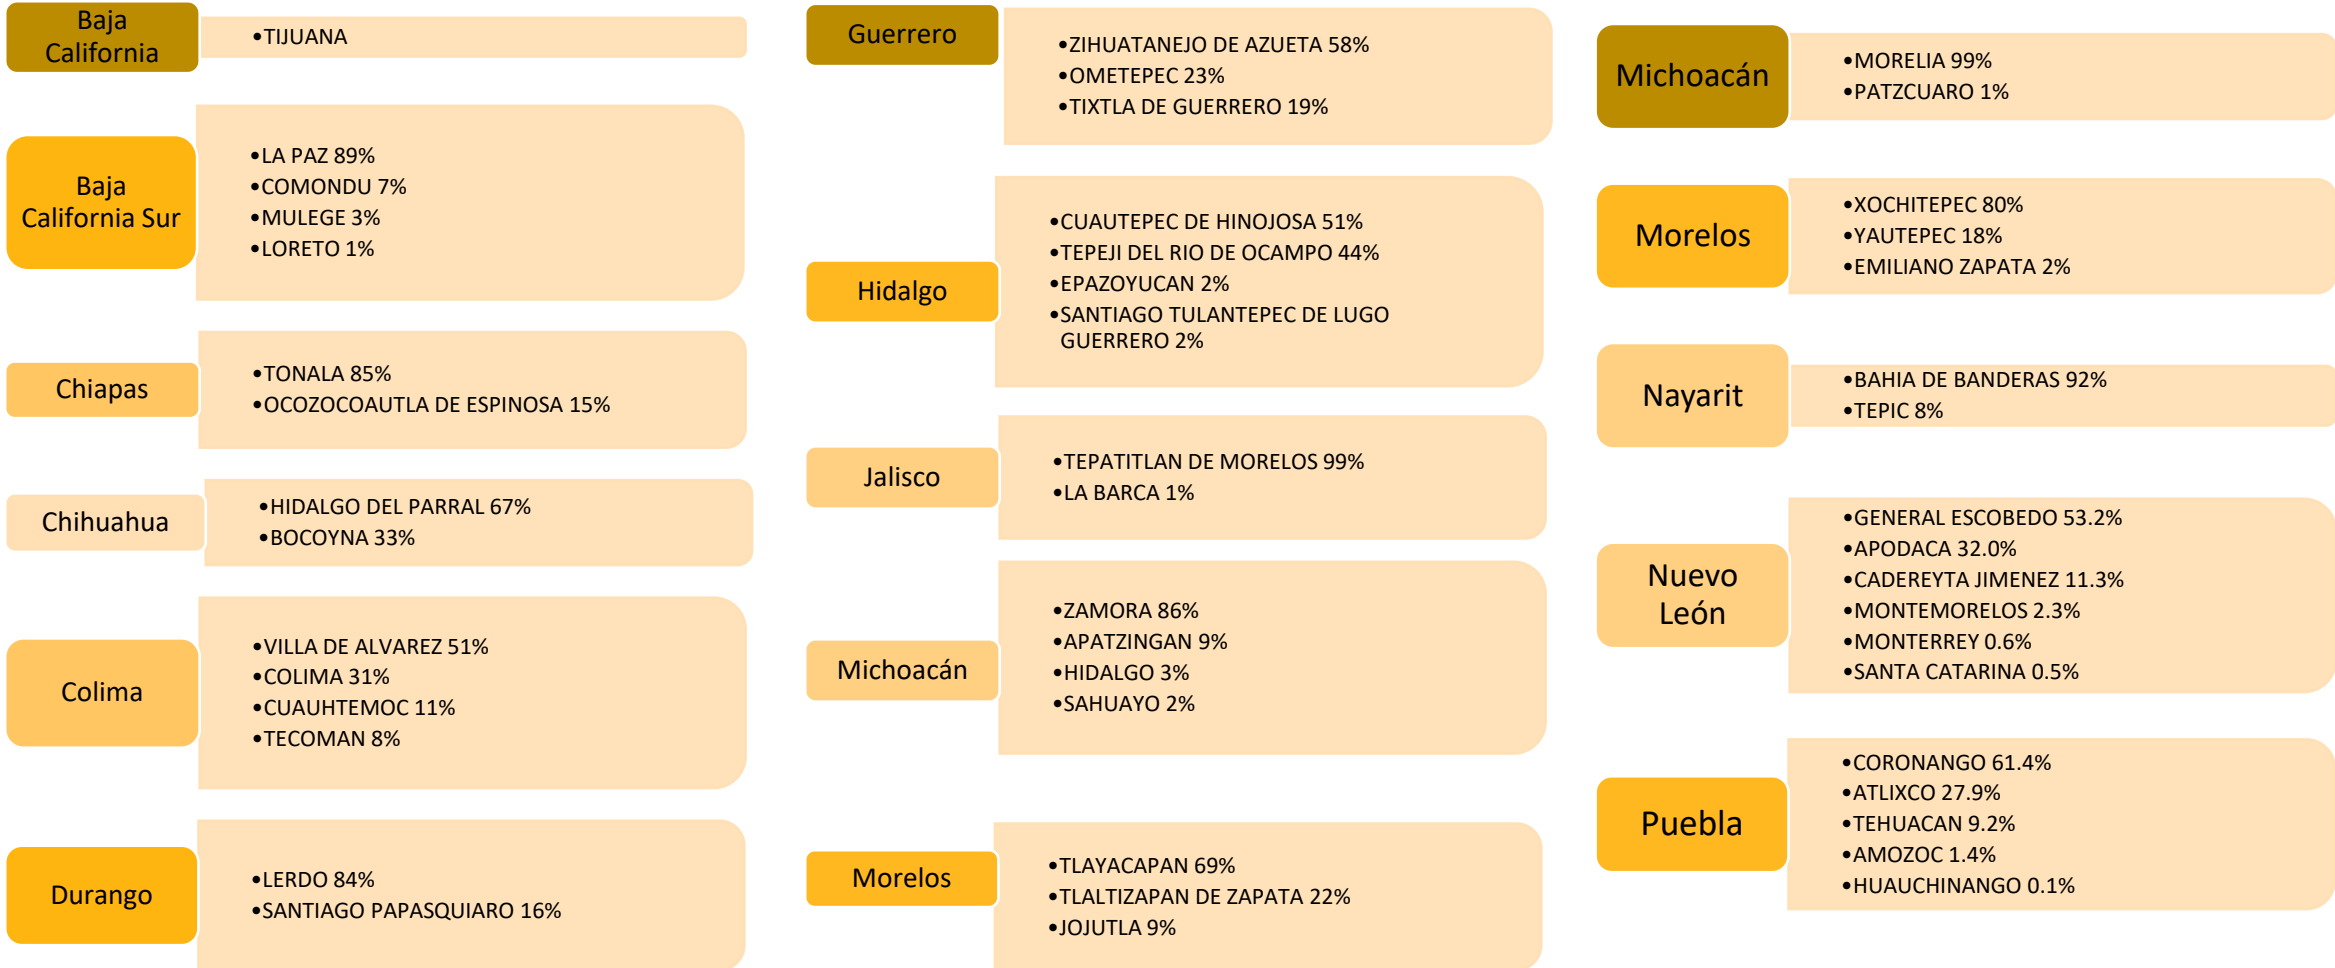 Baja
California
•TIJUANA
Baja
California Sur
•LA PAZ 89%
•COMONDU 7%
•MULEGE 3%
•LORETO 1%
Chiapas
•TONALA 85%
•OCOZOCOAUTLA DE ESPINOSA 15%
Chihuahua
•HIDALGO DEL PARRAL 67%
•BOCOYNA 33%
Colima
•VILLA DE ALVAREZ 51%
•COLIMA 31%
•CUAUHTEMOC 11%
•TECOMAN 8%
Durango
•LERDO 84%
•SANTIAGO PAPASQUIARO 16%
Guerrero
•ZIHUATANEJO DE AZUETA 58%
•OMETEPEC 23%
•TIXTLA DE GUERRERO 19%
Hidalgo
•CUAUTEPEC DE HINOJOSA 51%
•TEPEJI DEL RIO DE OCAMPO 44%
•EPAZOYUCAN 2%
•SANTIAGO TULANTEPEC DE LUGO
GUERRERO 2%
Jalisco
•TEPATITLAN DE MORELOS 99%
•LA BARCA 1%
Michoacán
•ZAMORA 86%
•APATZINGAN 9%
•HIDALGO 3%
•SAHUAYO 2%
Morelos
•TLAYACAPAN 69%
•TLALTIZAPAN DE ZAPATA 22%
•JOJUTLA 9%
Michoacán
•MORELIA 99%
•PATZCUARO 1%
Morelos
•XOCHITEPEC 80%
•YAUTEPEC 18%
•EMILIANO ZAPATA 2%
Nayarit
•BAHIA DE BANDERAS 92%
•TEPIC 8%
Nuevo
León
•GENERAL ESCOBEDO 53.2%
•APODACA 32.0%
•CADEREYTA JIMENEZ 11.3%
•MONTEMORELOS 2.3%
•MONTERREY 0.6%
•SANTA CATARINA 0.5%
Puebla
•CORONANGO 61.4%
•ATLIXCO 27.9%
•TEHUACAN 9.2%
•AMOZOC 1.4%
•HUAUCHINANGO 0.1%